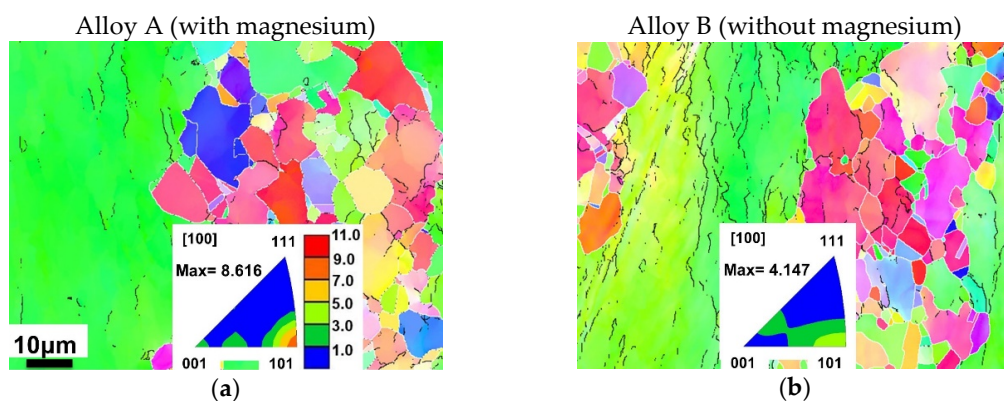 Alloy A (with magnesium)
Alloy B (without magnesium)
[100]
111
Max= 8.616
001
101
11.0
9.0
7.0
5.0
3.0
1.0
10µm
(a)
[100]
111
Max= 4.147
001
101
(b)